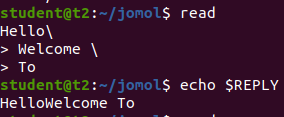 student@t2:~/jomol$ read
Hello\
> Welcome \
> To
student@t2:~/jomol$ echo $REPLY
HelloWelcome To